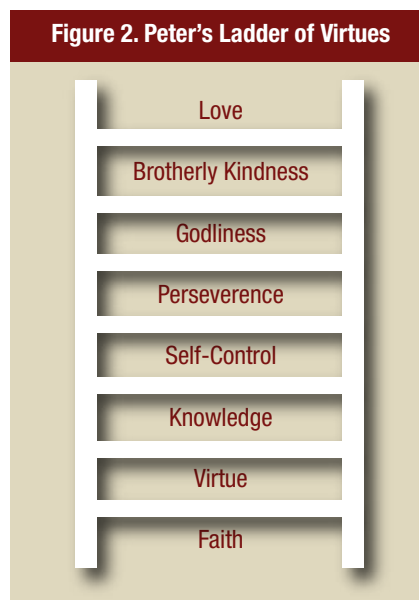 Figure 2. Peter's Ladder of Virtues
Love
Brotherly Kindness
Godliness
Perseverence
Self-Control
Knowledge
Virtue
Faith